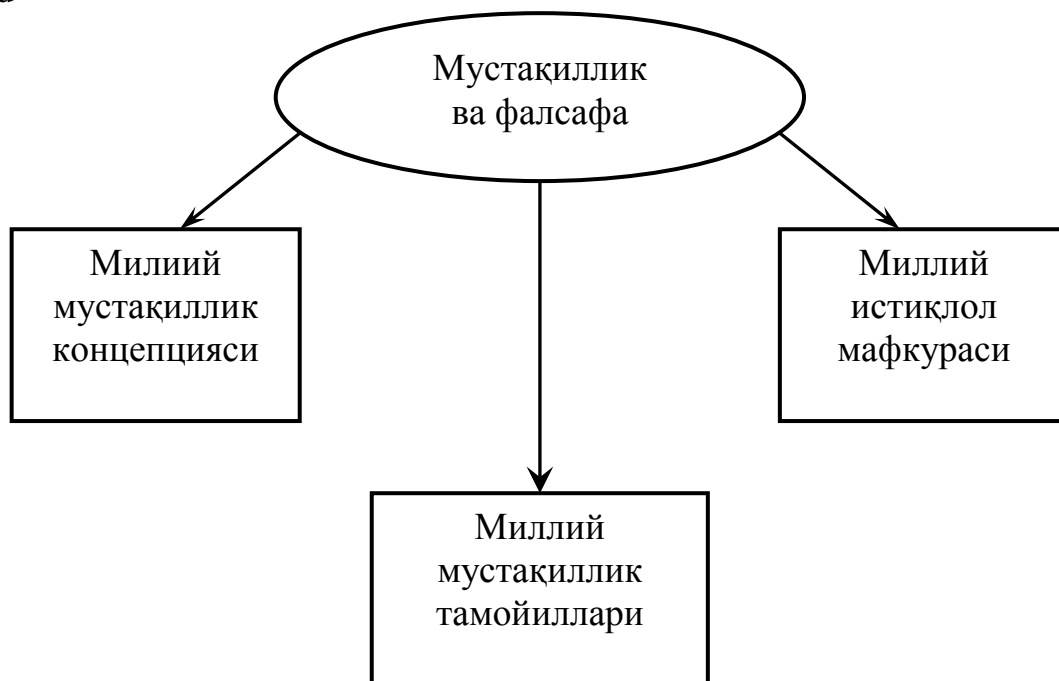 Мустақиллик
ва фалсафа
Милиий
мустақиллик
концепцияси
Миллий
истиқлол
мафкураси
Миллий
мустақиллик
тамойиллари